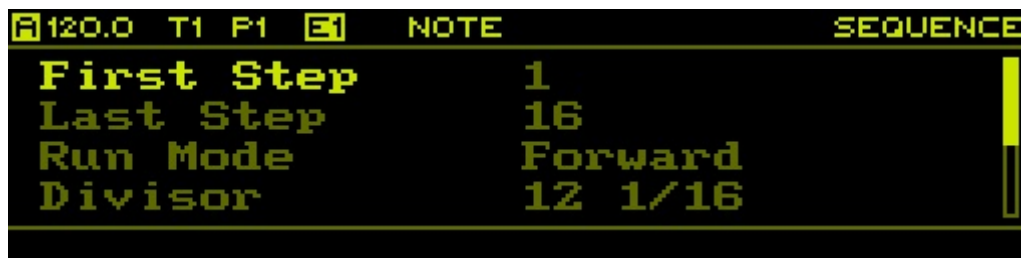 A 120.0 T1 P1 E1 NOTE SEQUENCE
First Step 1
Last Step 16
Run Mode Forward
Divisor 12 1/16